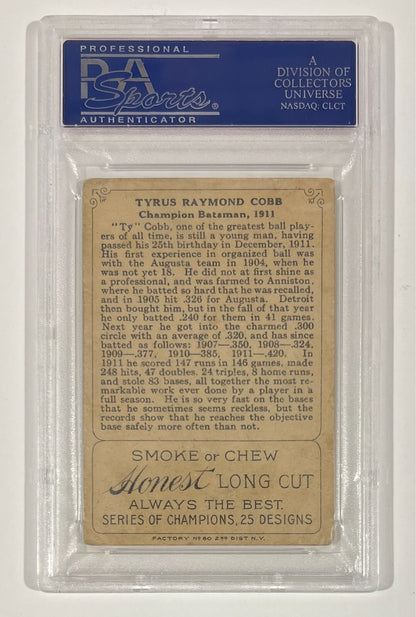 PROFESSIONAL
PSA
Sports®
AUTHENTICATOR
A
DIVISION OF
COLLECTORS
UNIVERSE
NASDAQ: CLCT
TYRUS RAYMOND COBB
Champion Batsman, 1911
"Ty" Cobb, one of the greatest ball play-
ers of all time, is still a young man, having
passed his 25th birthday in December, 1911.
His first experience in organized ball was
with the Augusta team in 1904, when he
was not yet 18. He did not at first shine as
a professional, and was farmed to Anniston,
where he batted so hard that he was recalled,
and in 1905 hit .326 for Augusta. Detroit
then bought him, but in the fall of that year
he only batted .240 for them in 41 games.
Next year he got into the charmed .300
circle with an average of .320, and has since
batted as follows: 1907—.350, 1908—.324,
1909—.377, 1910—385, 1911—.420. In
1911 he scored 147 runs in 146 games, made
248 hits, 47 doubles, 24 triples, 8 home runs,
and stole 83 bases, all together the most re-
markable work ever done by a player in a
full season. He is so very fast on the bases
that he sometimes seems reckless, but the
records show that he reaches the objective
base safely more often than not.
SMOKE or CHEW
Honest LONG CUT
ALWAYS THE BEST.
SERIES OF CHAMPIONS, 25 DESIGNS
FACTORY Nº 60 2ND DIST. N.Y.